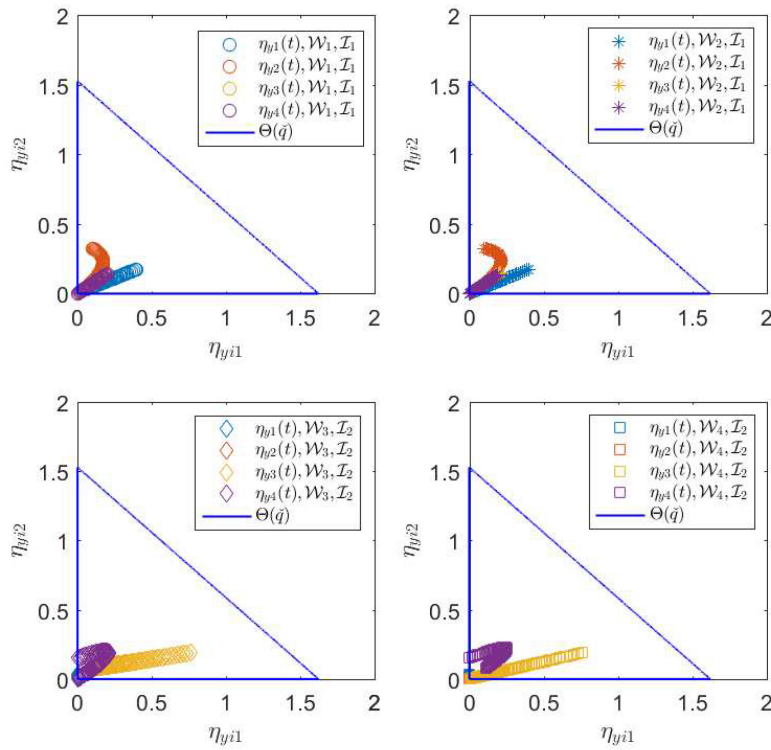 2
1.5
1
0.5
0
η_{yi2}
0 0.5 1 1.5 2
η_{yi1}
η_{y1}(t), 𝒲_1, ℐ_1
η_{y2}(t), 𝒲_1, ℐ_1
η_{y3}(t), 𝒲_1, ℐ_1
η_{y4}(t), 𝒲_1, ℐ_1
Θ(q̌)
2
1.5
1
0.5
0
η_{yi2}
0 0.5 1 1.5 2
η_{yi1}
η_{y1}(t), 𝒲_2, ℐ_1
η_{y2}(t), 𝒲_2, ℐ_1
η_{y3}(t), 𝒲_2, ℐ_1
η_{y4}(t), 𝒲_2, ℐ_1
Θ(q̌)
2
1.5
1
0.5
0
η_{yi2}
0 0.5 1 1.5 2
η_{yi1}
η_{y1}(t), 𝒲_3, ℐ_2
η_{y2}(t), 𝒲_3, ℐ_2
η_{y3}(t), 𝒲_3, ℐ_2
η_{y4}(t), 𝒲_3, ℐ_2
Θ(q̌)
2
1.5
1
0.5
0
η_{yi2}
0 0.5 1 1.5 2
η_{yi1}
η_{y1}(t), 𝒲_4, ℐ_2
η_{y2}(t), 𝒲_4, ℐ_2
η_{y3}(t), 𝒲_4, ℐ_2
η_{y4}(t), 𝒲_4, ℐ_2
Θ(q̌)